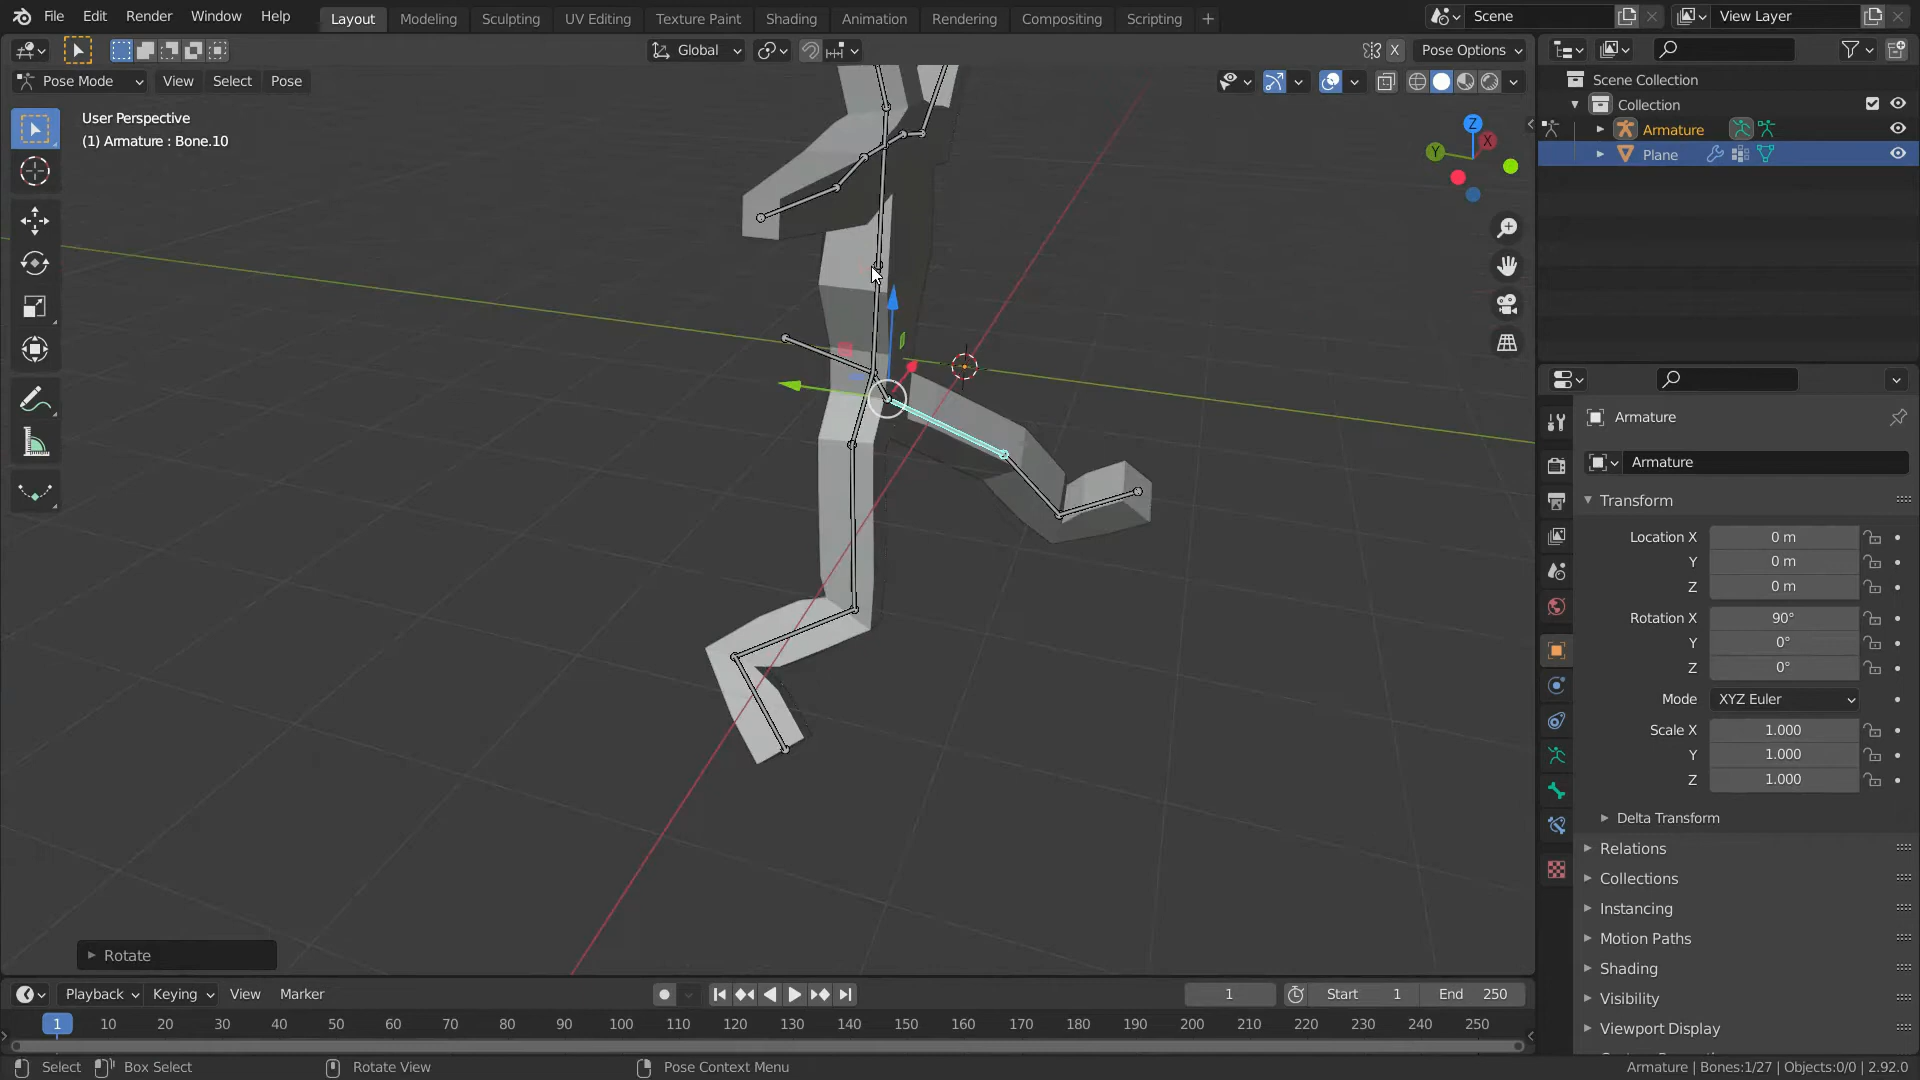 File Edit Render Window Help Layout Modeling Sculpting UV Editing Texture Paint Shading Animation Rendering Compositing Scripting + Scene View Layer
Global X Pose Options
Pose Mode View Select Pose
User Perspective
(1) Armature : Bone.10
Z
X
Y
Scene Collection
Collection
Armature
Plane
Armature
Armature
Transform
Location X 0 m
Y 0 m
Z 0 m
Rotation X 90°
Y 0°
Z 0°
Mode XYZ Euler
Scale X 1.000
Y 1.000
Z 1.000
Delta Transform
Relations
Collections
Instancing
Motion Paths
Shading
Visibility
Viewport Display
Rotate
Playback Keying View Marker 1 Start 1 End 250
1 10 20 30 40 50 60 70 80 90 100 110 120 130 140 150 160 170 180 190 200 210 220 230 240 250
Select Box Select Rotate View Pose Context Menu Armature | Bones:1/27 | Objects:0/0 | 2.92.0